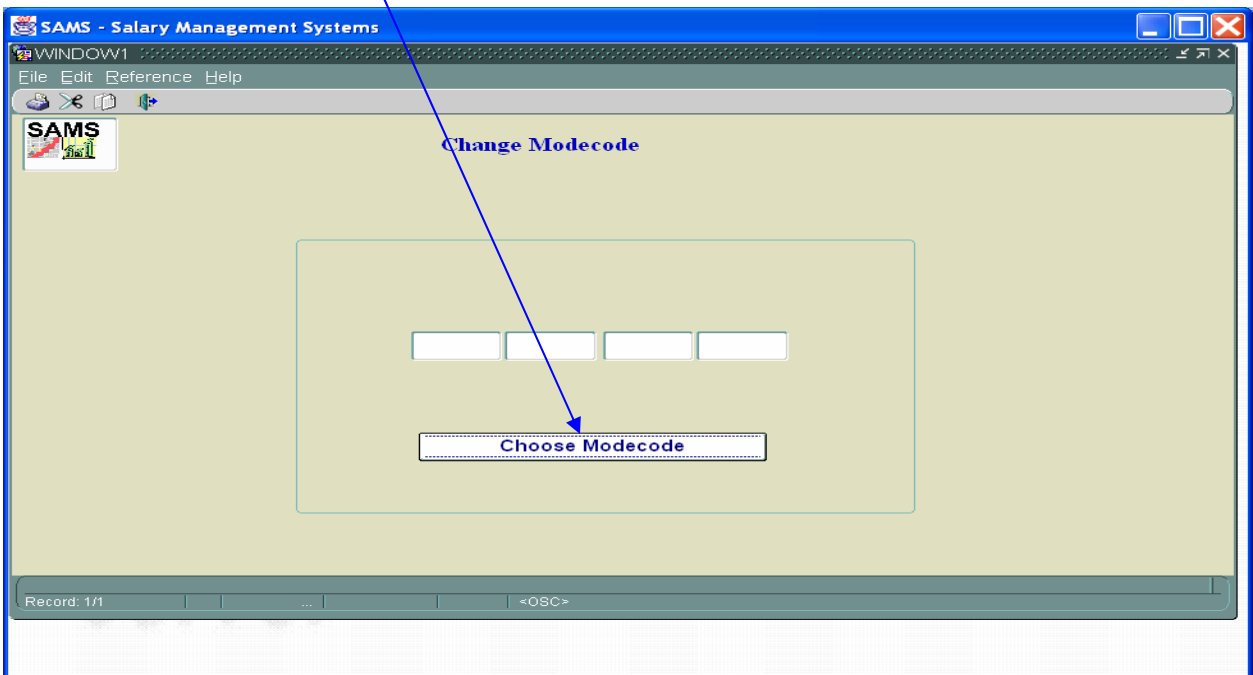 SAMS - Salary Management Systems
WINDOW1
File Edit Reference Help
SAMS
Change Modecode
Choose Modecode
Record: 1/1 ... <OSC>